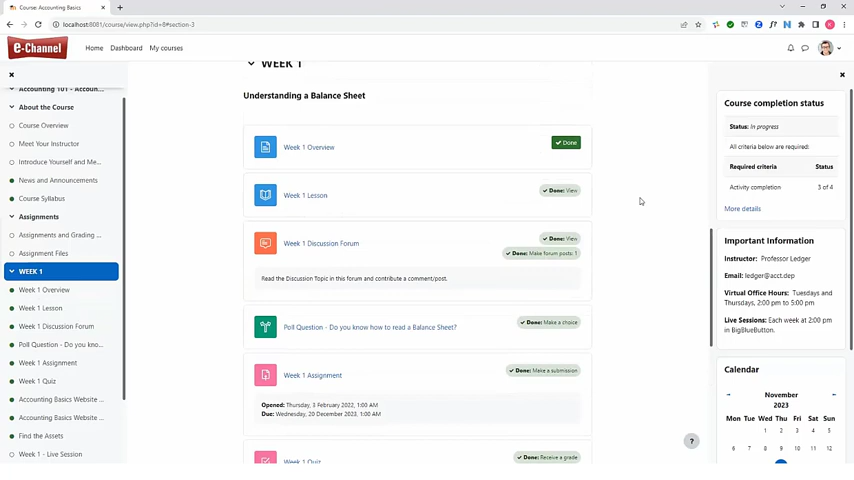 Course: Accounting Basics
localhost:8081/course/view.php?id=8#section-3
e-Channel
Home
Dashboard
My courses
Accounting 101 - Accoun...
About the Course
Course Overview
Meet Your Instructor
Introduce Yourself and Me...
News and Announcements
Course Syllabus
Assignments
Assignments and Grading ...
Assignment Files
WEEK 1
Week 1 Overview
Week 1 Lesson
Week 1 Discussion Forum
Poll Question - Do you kno...
Week 1 Assignment
Week 1 Quiz
Accounting Basics Website ...
Accounting Basics Website ...
Find the Assets
Week 1 - Live Session
WEEK 1
Understanding a Balance Sheet
Week 1 Overview
Done
Week 1 Lesson
Done: View
Week 1 Discussion Forum
Done: View
Done: Make forum posts: 1
Read the Discussion Topic in this forum and contribute a comment/post.
Poll Question - Do you know how to read a Balance Sheet?
Done: Make a choice
Week 1 Assignment
Done: Make a submission
Opened: Thursday, 3 February 2022, 1:00 AM
Due: Wednesday, 20 December 2023, 1:00 AM
Week 1 Quiz
Done: Receive a grade
Course completion status
Status: In progress
All criteria below are required:
Required criteria Status
Activity completion 3 of 4
More details
Important Information
Instructor: Professor Ledger
Email: ledger@acct.dep
Virtual Office Hours: Tuesdays and
Thursdays, 2:00 pm to 5:00 pm
Live Sessions: Each week at 2:00 pm
in BigBlueButton.
Calendar
November
2023
Mon Tue Wed Thu Fri Sat Sun
1 2 3 4 5
6 7 8 9 10 11 12
?